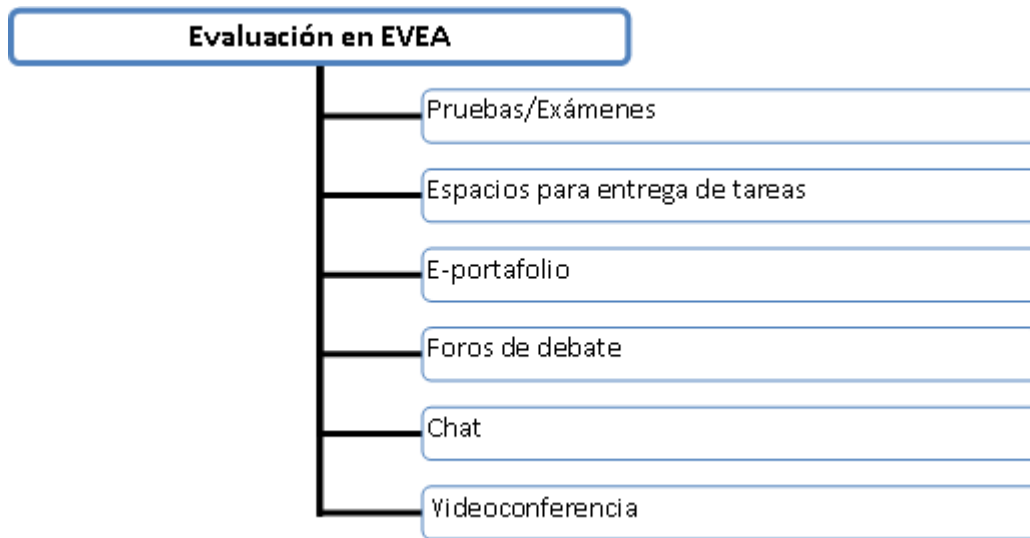 Evaluación en EVEA
Pruebas/Exámenes
Espacios para entrega de tareas
E-portafolio
Foros de debate
Chat
Videoconferencia